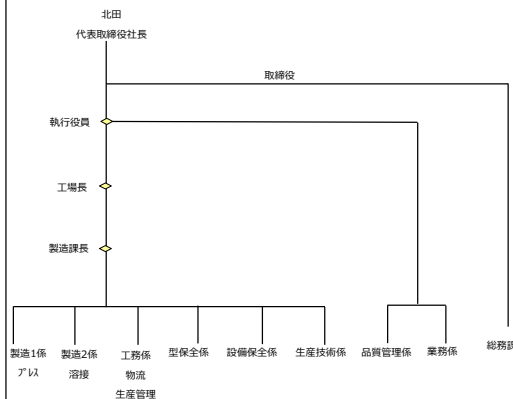 北田
代表取締役社長
取締役
執行役員
工場長
製造課長
製造1係
プレス
製造2係
溶接
工務係
物流
生産管理
型保全係
設備保全係
生産技術係
品質管理係
業務係
総務課